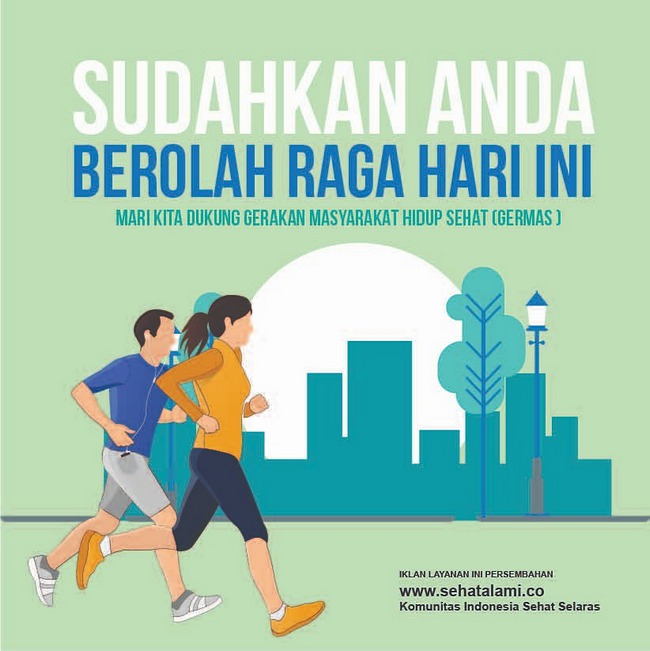 SUDAHKAN ANDA
BEROLAH RAGA HARI INI
MARI KITA DUKUNG GERAKAN MASYARAKAT HIDUP SEHAT (GERMAS )
IKLAN LAYANAN INI PERSEMBAHAN
www.sehatalami.co
Komunitas Indonesia Sehat Selaras